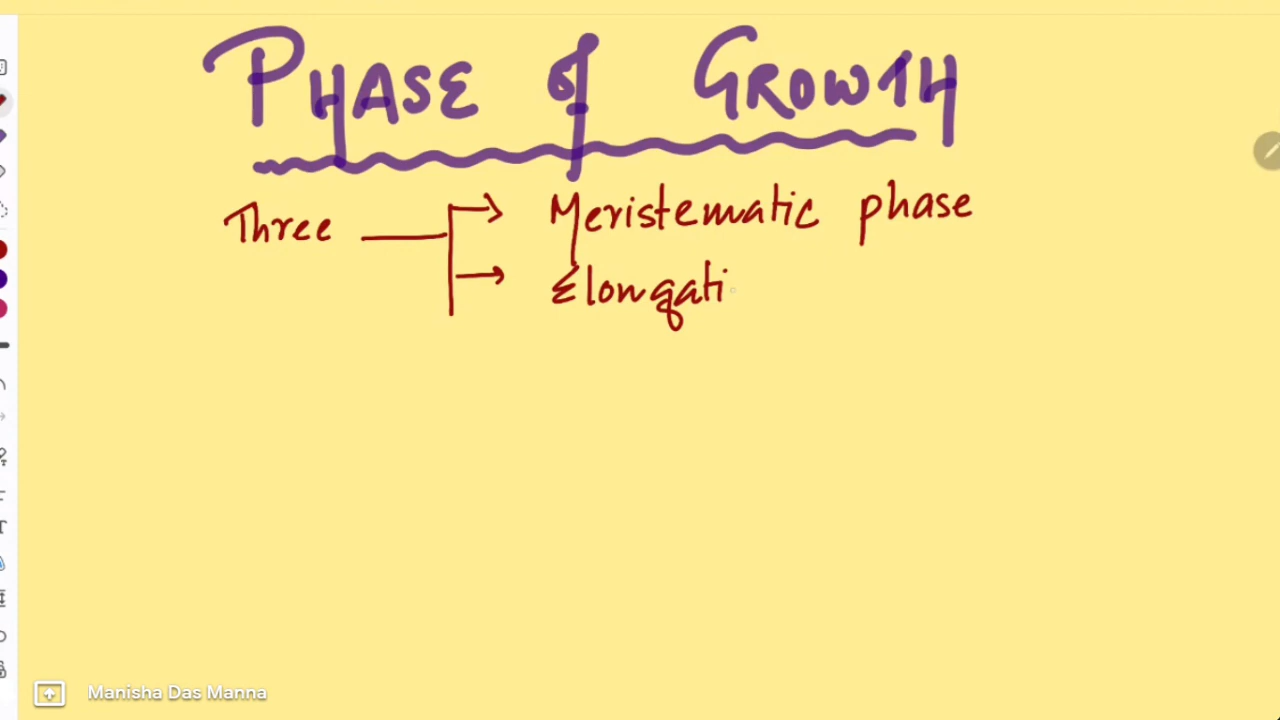 PHASE of GROWTH
Three
Meristematic phase
Elongati
Manisha Das Manna